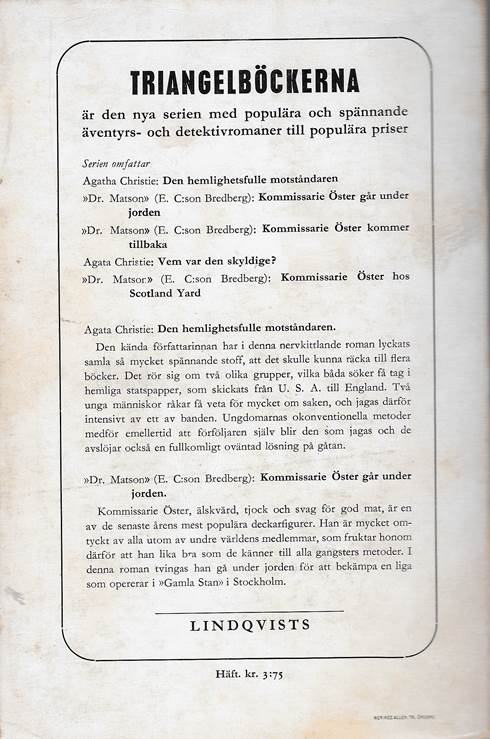 TRIANGELBÖCKERNA
är den nya serien med populära och spännande
äventyrs- och detektivromaner till populära priser
Serien omfattar
Agatha Christie: Den hemlighetsfulle motståndaren
»Dr. Matson» (E. C:son Bredberg): Kommissarie Öster går under
jorden
»Dr. Matson» (E. C:son Bredberg): Kommissarie Öster kommer
tillbaka
Agata Christie: Vem var den skyldige?
»Dr. Matson» (E. C:son Bredberg): Kommissarie Öster hos
Scotland Yard
Agata Christie: Den hemlighetsfulle motståndaren.
Den kända författarinnan har i denna nervkittlande roman lyckats
samla så mycket spännande stoff, att det skulle kunna räcka till flera
böcker. Det rör sig om två olika grupper, vilka båda söker få tag i
hemliga statspapper, som skickats från U. S. A. till England. Två
unga människor råkar få veta för mycket om saken, och jagas därför
intensivt av ett av banden. Ungdomarnas okonventionella metoder
medför emellertid att förföljaren själv blir den som jagas och de
avslöjar också en fullkomligt oväntad lösning på gåtan.
»Dr. Matson» (E. C:son Bredberg): Kommissarie Öster går under
jorden.
Kommissarie Öster, älskvärd, tjock och svag för god mat, är en
av de senaste årens mest populära deckarfigurer. Han är mycket om-
tyckt av alla utom av undre världens medlemmar, som fruktar honom
därför att han lika bra som de känner till alla gangsters metoder. I
denna roman tvingas han gå under jorden för att bekämpa en liga
som opererar i »Gamla Stan» i Stockholm.
LINDQVISTS
Häft. kr. 3:75